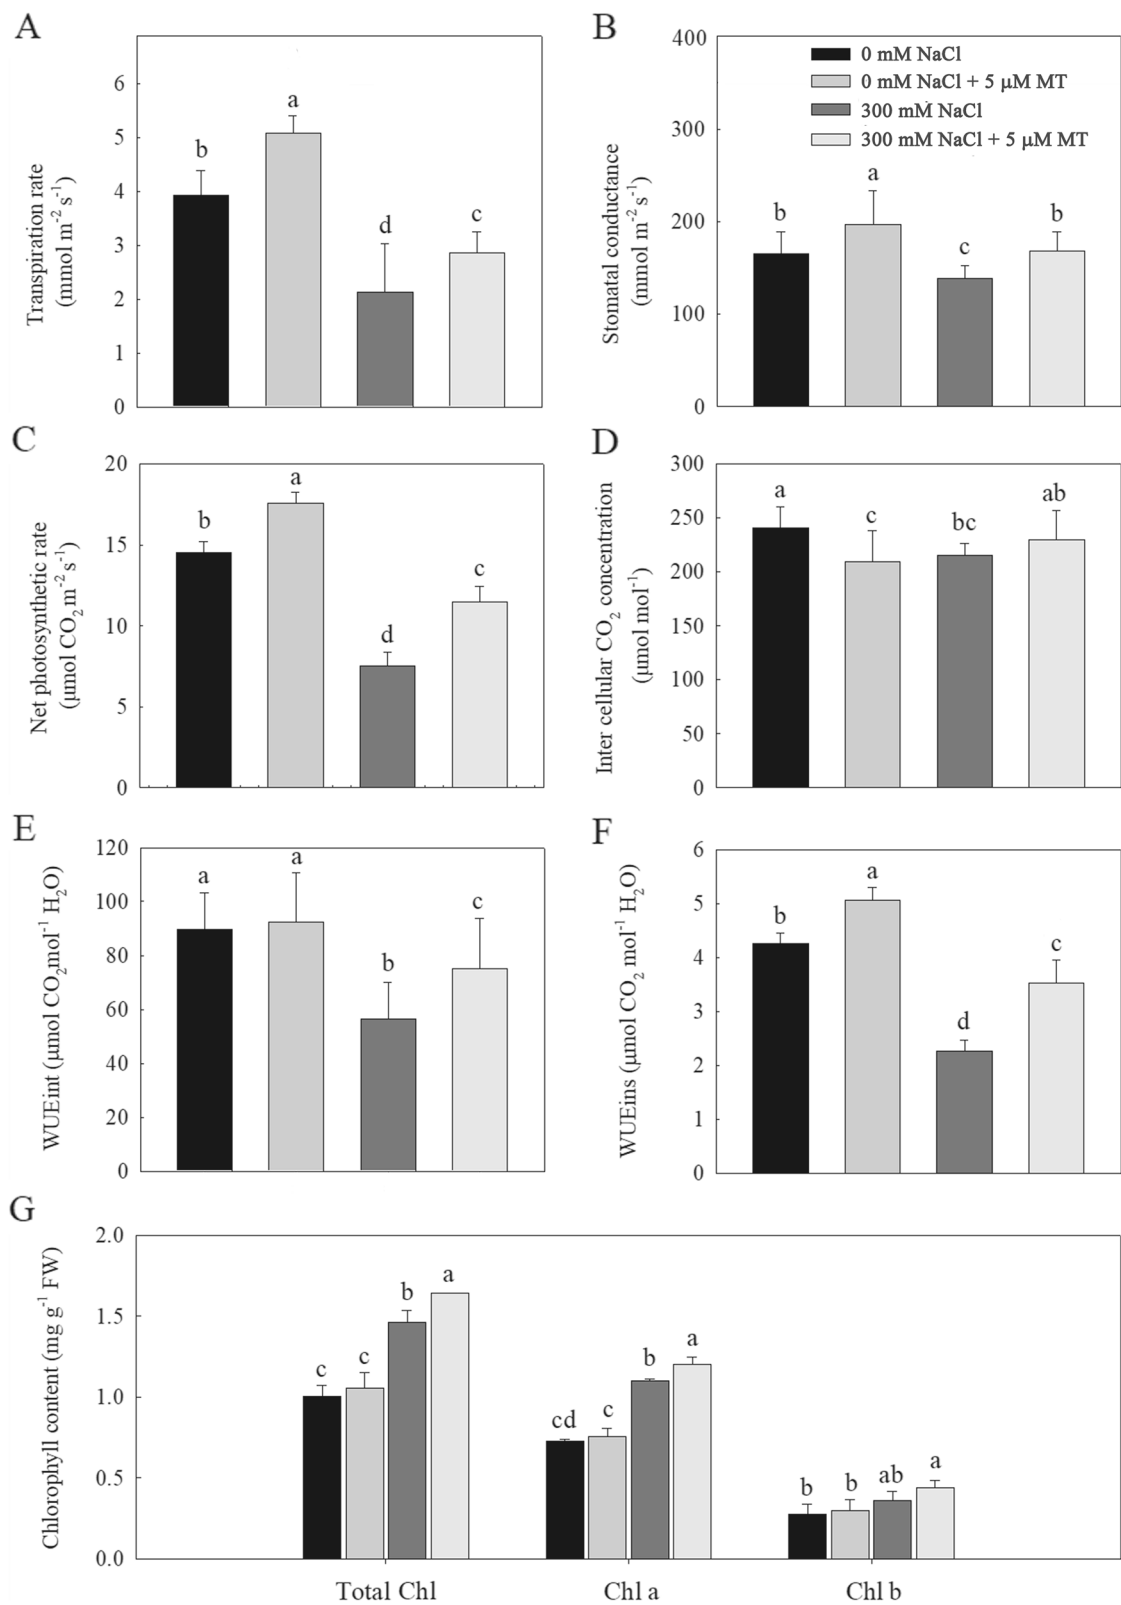 A
Transpiration rate
(mmol m⁻² s⁻¹)
6
5
4
3
2
1
0
b
a
d
c
B
Stomatal conductance
(mmol m⁻² s⁻¹)
400
300
200
100
0
0 mM NaCl
0 mM NaCl + 5 μM MT
300 mM NaCl
300 mM NaCl + 5 μM MT
b
a
c
b
C
Net photosynthetic rate
(μmol CO₂ m⁻² s⁻¹)
20
15
10
5
0
b
a
d
c
D
Inter cellular CO₂ concentration
(μmol mol⁻¹)
300
250
200
150
100
50
0
a
c
bc
ab
E
WUEint (μmol CO₂mol⁻¹ H₂O)
120
100
80
60
40
20
0
a
a
b
c
F
WUEins (μmol CO₂ mol⁻¹ H₂O)
6
5
4
3
2
1
0
b
a
d
c
G
Chlorophyll content (mg g⁻¹ FW)
2.0
1.5
1.0
0.5
0.0
c
c
b
a
cd
c
b
a
b
b
ab
a
Total Chl
Chl a
Chl b